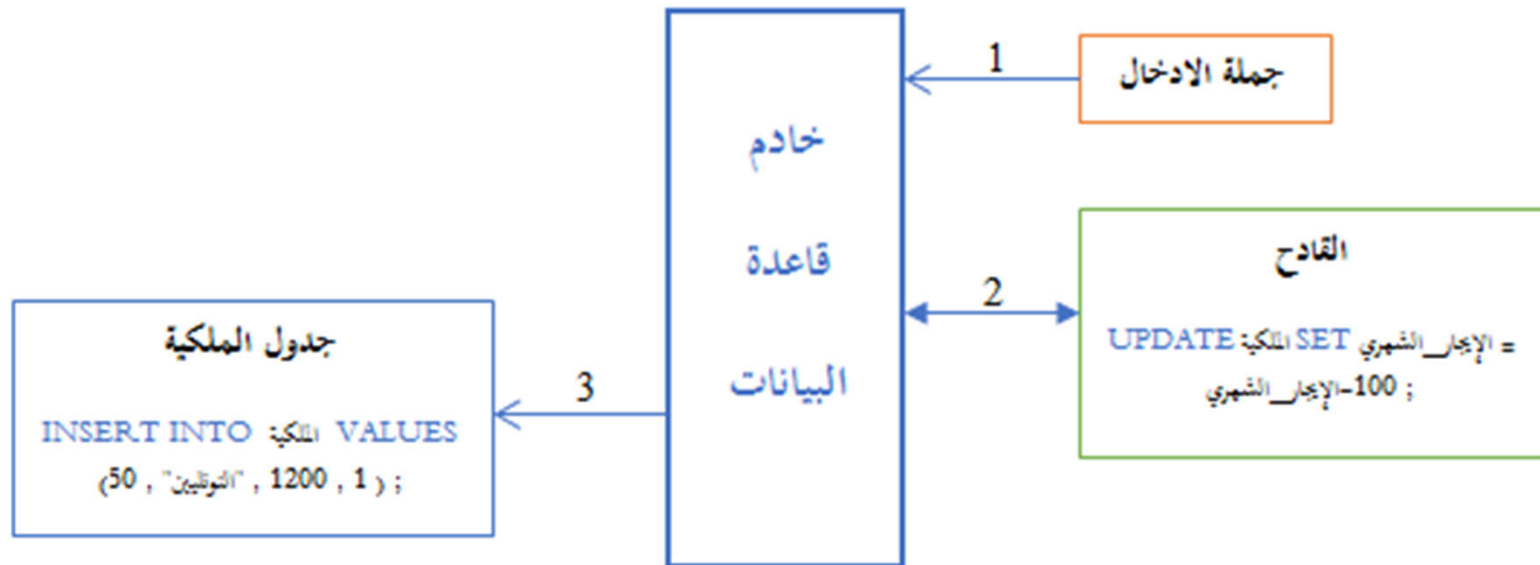 1
جملة الادخال
خادم
قاعدة
البيانات
2
القادح
UPDATE الملكية SET الإيجار_الشهري =
الإيجار_الشهري-100 ;
3
جدول الملكية
INSERT INTO الملكية VALUES
(50 , "التوتليين" , 1200 , 1 ) ;